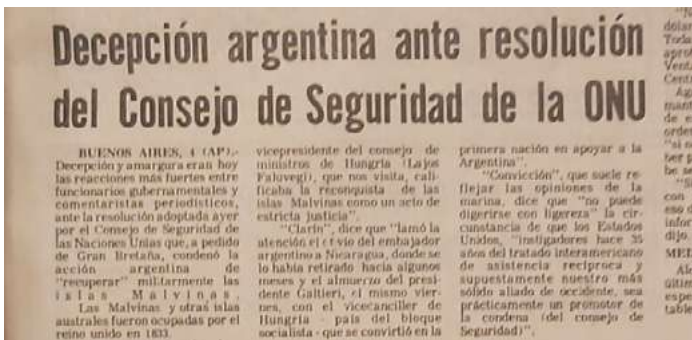 Decepción argentina ante resolución
del Consejo de Seguridad de la ONU
BUENOS AIRES, 4 (AP).-
Decepción y amargura eran hoy
las reacciones más fuertes entre
funcionarios gubernamentales y
comentaristas periodísticos,
ante la resolución adoptada ayer
por el Consejo de Seguridad de
las Naciones Unidas que, a pedido
de Gran Bretaña, condenó la
acción argentina de
"recuperar" militarmente las
islas Malvinas.
Las Malvinas y otras islas
australes fueron ocupadas por el
reino unido en 1833.
vicepresidente del consejo de
ministros de Hungría (Lajos
Faluvegi), que nos visita, cali-
ficaba la reconquista de las
islas Malvinas como un acto de
estricta justicia".
"Clarín", dice que "lamó la
atención el envío del embajador
argentino a Nicaragua, donde se
lo había retirado hacía algunos
meses y el almuerzo del presi-
dente Galtieri, el mismo vier-
nes, con el vicecanciller de
Hungría - país del bloque
socialista - que se convirtió en la
primera nación en apoyar a la
Argentina".
"Convicción", que suele re-
flejar las opiniones de la
marina, dice que "no puede
digerirse con ligereza" la cir-
cunstancia de que los Estados
Unidos, "instigadores hace 35
años del tratado interamericano
de asistencia recíproca y
supuestamente nuestro más
sólido aliado de occidente, sea
prácticamente un promotor de
la condena (del consejo de
Seguridad)".